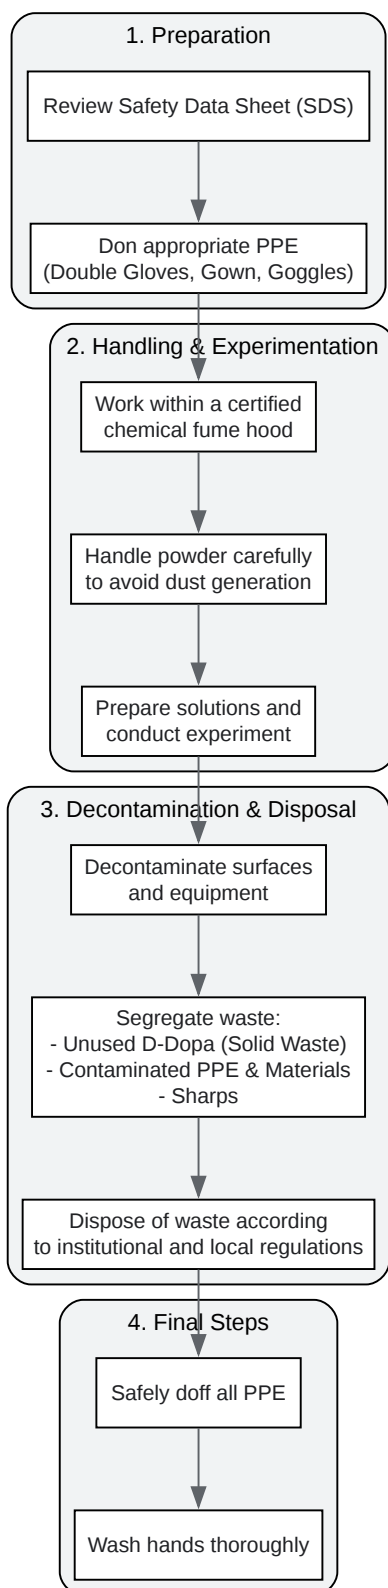 1. Preparation
Review Safety Data Sheet (SDS)
Don appropriate PPE
(Double Gloves, Gown, Goggles)
2. Handling & Experimentation
Work within a certified
chemical fume hood
Handle powder carefully
to avoid dust generation
Prepare solutions and
conduct experiment
3. Decontamination & Disposal
Decontaminate surfaces
and equipment
Segregate waste:
- Unused D-Dopa (Solid Waste)
- Contaminated PPE & Materials
- Sharps
Dispose of waste according
to institutional and local regulations
4. Final Steps
Safely doff all PPE
Wash hands thoroughly